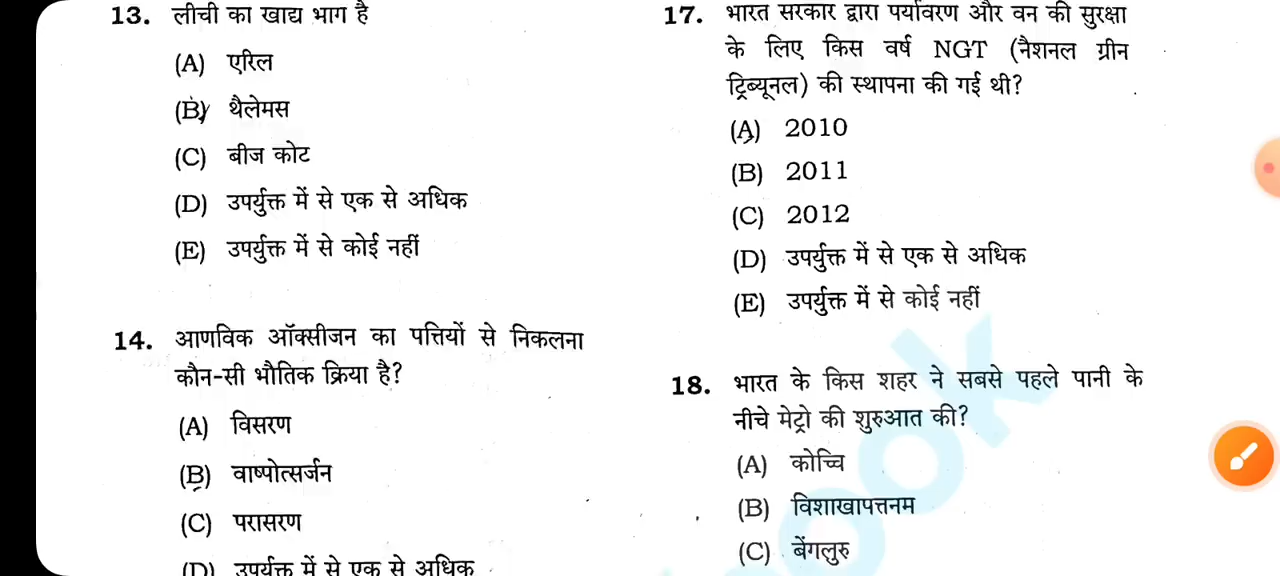 13. लीची का खाद्य भाग है
(A) एरिल
(B) थैलेमस
(C) बीज कोट
(D) उपर्युक्त में से एक से अधिक
(E) उपर्युक्त में से कोई नहीं
14. आणविक ऑक्सीजन का पत्तियों से निकलना
कौन-सी भौतिक क्रिया है?
(A) विसरण
(B) वाष्पोत्सर्जन
(C) परासरण
(D) उपर्युक्त में से एक से अधिक
17. भारत सरकार द्वारा पर्यावरण और वन की सुरक्षा
के लिए किस वर्ष NGT (नैशनल ग्रीन
ट्रिब्यूनल) की स्थापना की गई थी?
(A) 2010
(B) 2011
(C) 2012
(D) उपर्युक्त में से एक से अधिक
(E) उपर्युक्त में से कोई नहीं
18. भारत के किस शहर ने सबसे पहले पानी के
नीचे मेट्रो की शुरुआत की?
(A) कोच्चि
(B) विशाखापत्तनम
(C) बेंगलुरु